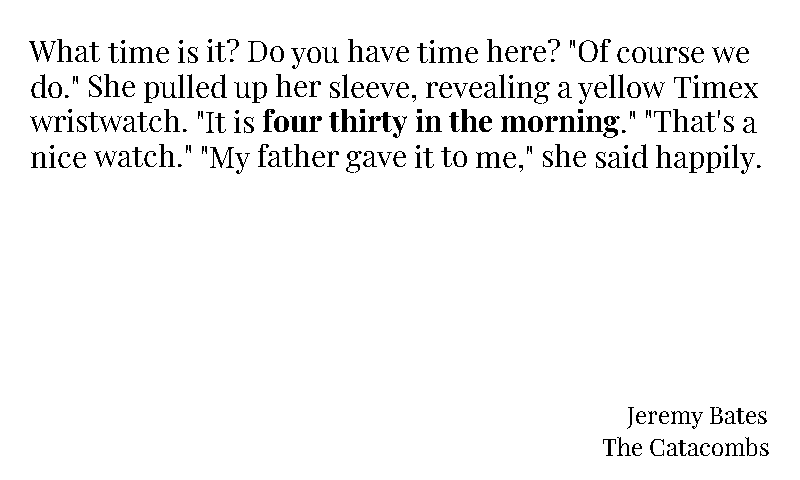 What time is it? Do you have time here? "Of course we
do." She pulled up her sleeve, revealing a yellow Timex
wristwatch. "It is four thirty in the morning." "That's a
nice watch." "My father gave it to me," she said happily.
Jeremy Bates
The Catacombs